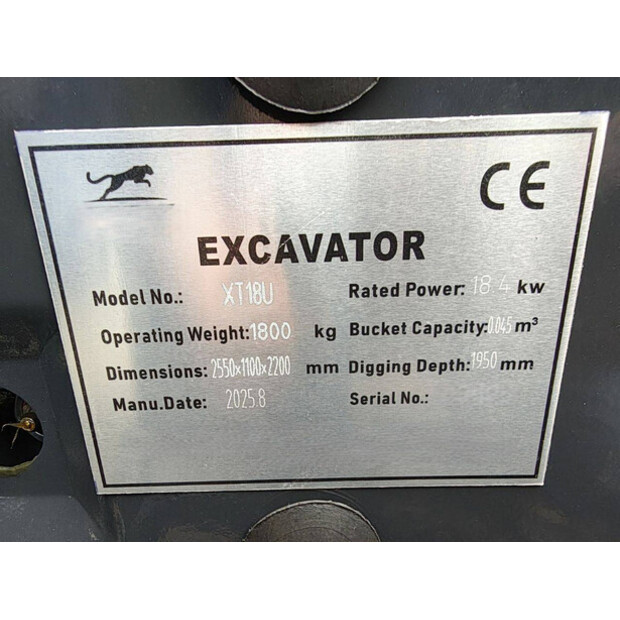 CE
EXCAVATOR
Model No.: XT18U
Rated Power: 18.4 kw
Operating Weight:1800 kg
Bucket Capacity:0.045 m³
Dimensions: 2550×1100×2200 mm
Digging Depth:1950 mm
Manu.Date: 2025.8
Serial No.: